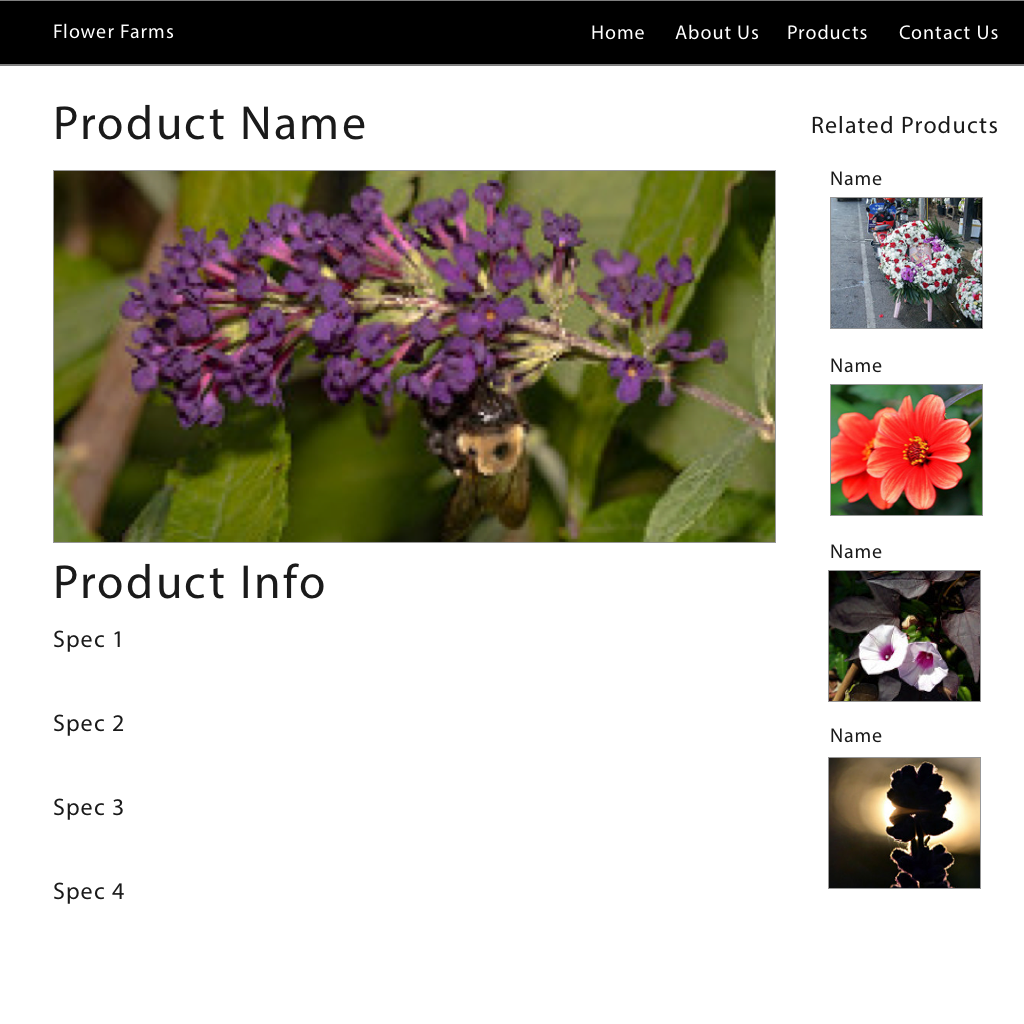 Flower Farms
Home About Us Products Contact Us
Product Name
Product Info
Spec 1
Spec 2
Spec 3
Spec 4
Related Products
Name
Name
Name
Name